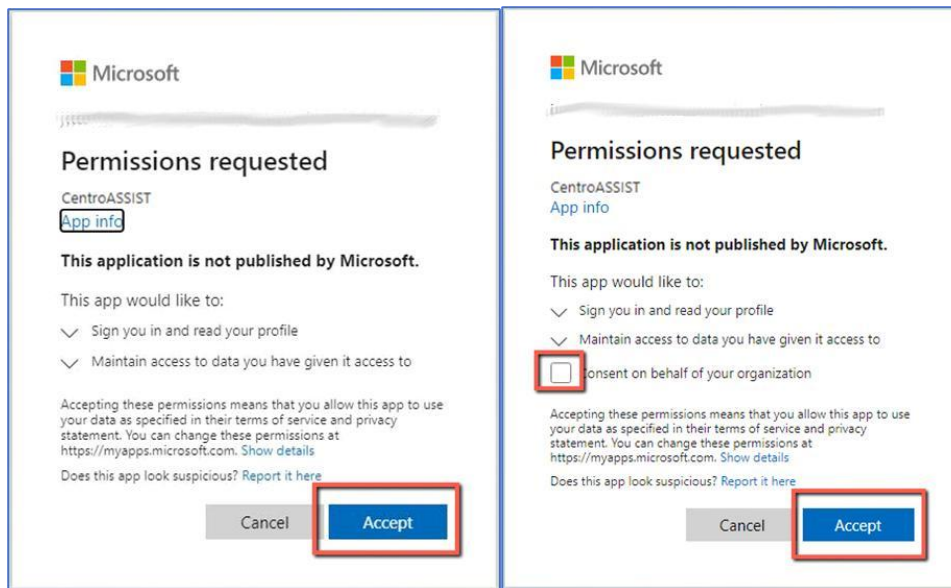 Microsoft
Permissions requested
CentroASSIST
App info
This application is not published by Microsoft.
This app would like to:
Sign you in and read your profile
Maintain access to data you have given it access to
Accepting these permissions means that you allow this app to use
your data as specified in their terms of service and privacy
statement. You can change these permissions at
https://myapps.microsoft.com. Show details
Does this app look suspicious? Report it here
Cancel
Accept
Microsoft
Permissions requested
CentroASSIST
App info
This application is not published by Microsoft.
This app would like to:
Sign you in and read your profile
Maintain access to data you have given it access to
Consent on behalf of your organization
Accepting these permissions means that you allow this app to use
your data as specified in their terms of service and privacy
statement. You can change these permissions at
https://myapps.microsoft.com. Show details
Does this app look suspicious? Report it here
Cancel
Accept